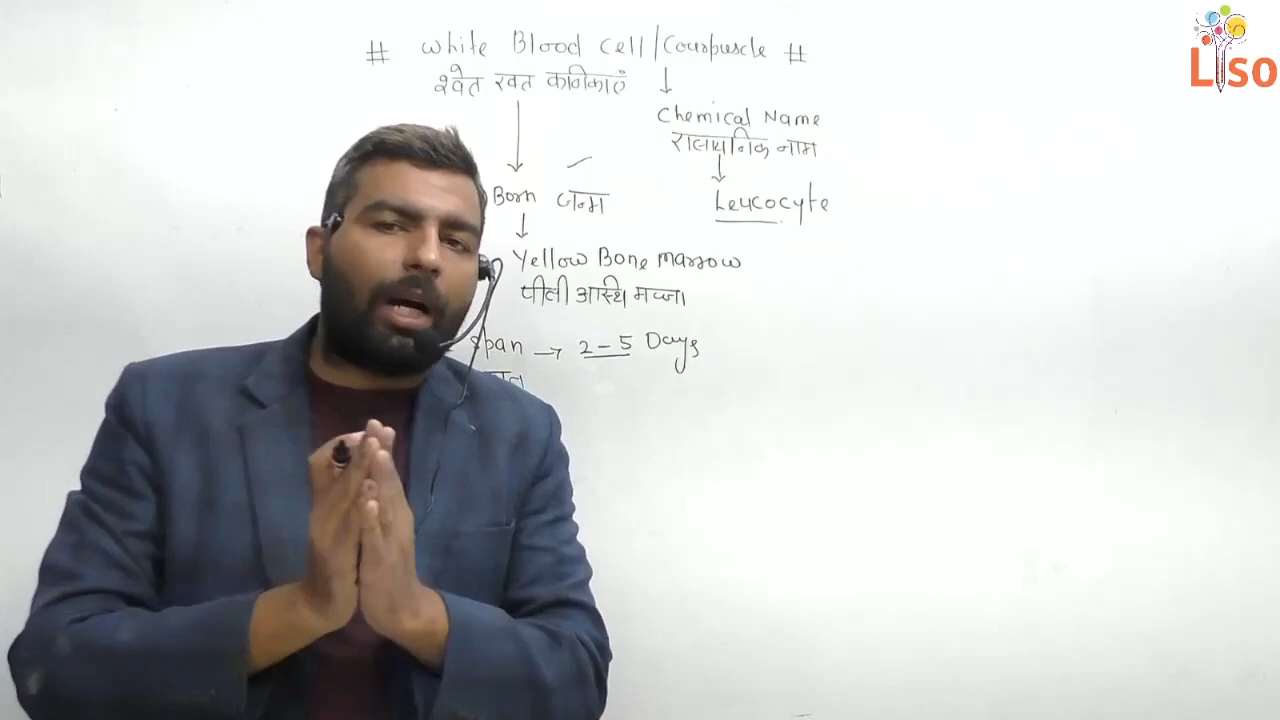 # White Blood Cell/Courpuscle #
श्वेत रक्त कणिकाएं
Chemical Name
रासायनिक नाम
Leucocyte
Born जन्म
Yellow Bone marrow
पीली अस्थि मज्जा
span → 2-5 Days
Liso